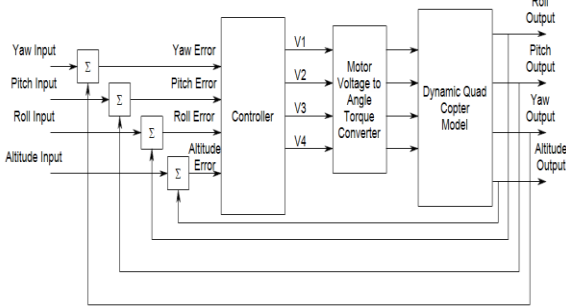 Roll
Output
Yaw Input
Yaw Error
V1
Pitch
Output
Pitch Input
Pitch Error
V2
Motor
Voltage to
Angle
Torque
Converter
Dynamic Quad
Copter
Model
Yaw
Output
Roll Input
Roll Error
Controller
V3
Altitude Input
Altitude
Error
V4
Altitude
Output
Σ
Σ
Σ
Σ